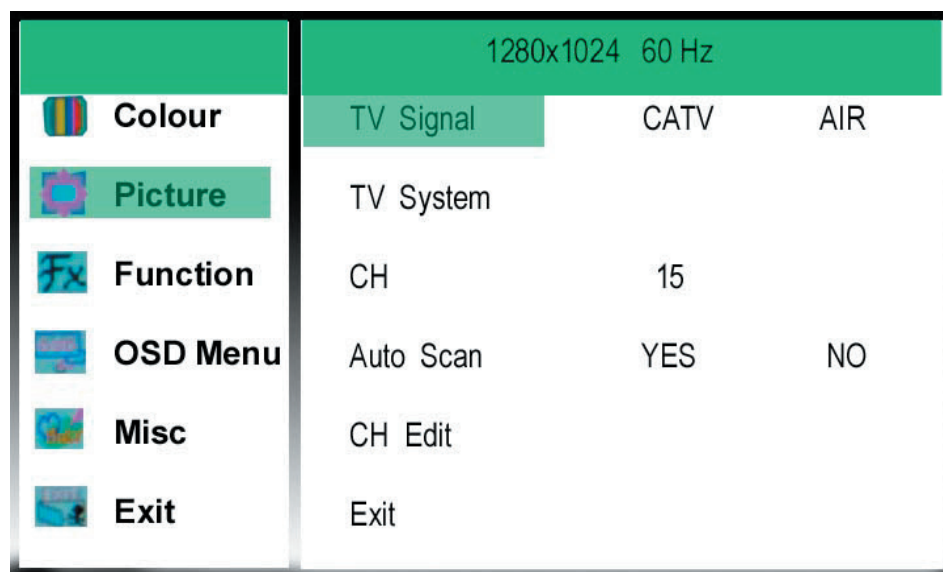 1280x1024 60 Hz
Colour
Picture
Function
OSD Menu
Misc
Exit
TV Signal CATV AIR
TV System
CH 15
Auto Scan YES NO
CH Edit
Exit